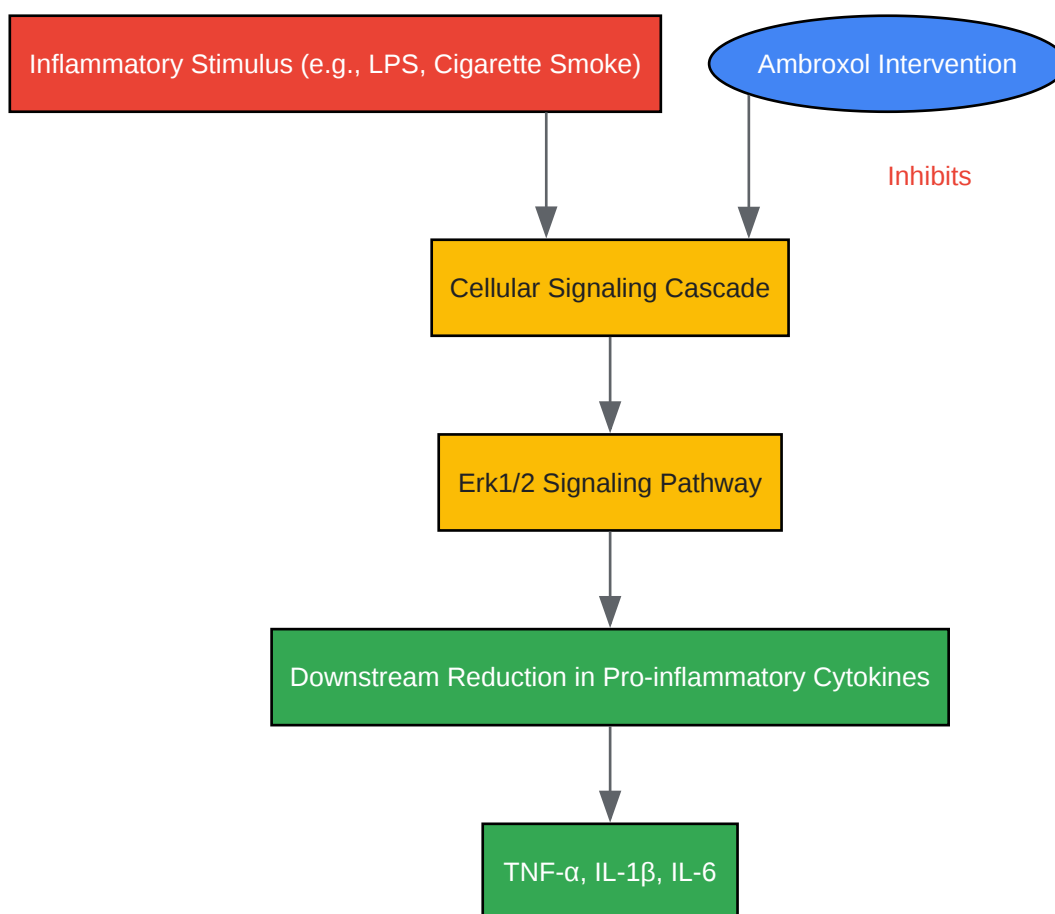 Inflammatory Stimulus (e.g., LPS, Cigarette Smoke)
Ambroxol Intervention
Inhibits
Cellular Signaling Cascade
Erk1/2 Signaling Pathway
Downstream Reduction in Pro-inflammatory Cytokines
TNF-α, IL-1β, IL-6